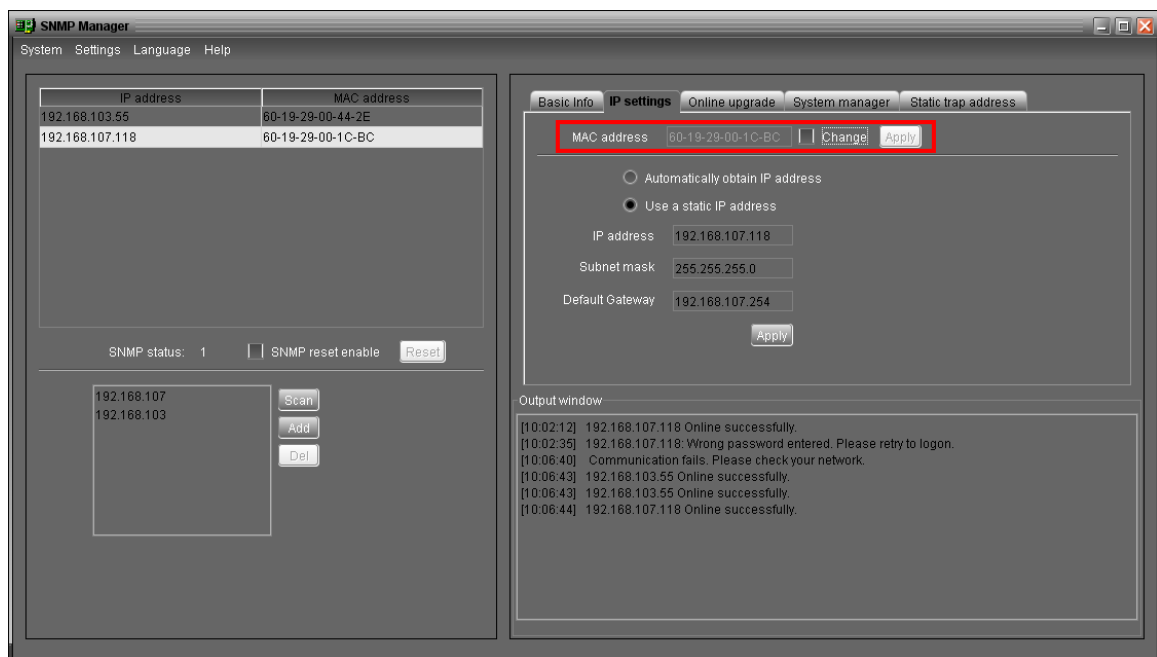 SNMP Manager
System Settings Language Help
IP address MAC address
192.168.103.55 60-19-29-00-44-2E
192.168.107.118 60-19-29-00-1C-BC
SNMP status: 1 SNMP reset enable Reset
192.168.107
192.168.103
Scan
Add
Del
Basic Info IP settings Online upgrade System manager Static trap address
MAC address 60-19-29-00-1C-BC Change Apply
Automatically obtain IP address
Use a static IP address
IP address 192.168.107.118
Subnet mask 255.255.255.0
Default Gateway 192.168.107.254
Apply
Output window
[10:02:12] 192.168.107.118 Online successfully.
[10:02:35] 192.168.107.118: Wrong password entered. Please retry to logon.
[10:06:40] Communication fails. Please check your network.
[10:06:43] 192.168.103.55 Online successfully.
[10:06:43] 192.168.103.55 Online successfully.
[10:06:44] 192.168.107.118 Online successfully.